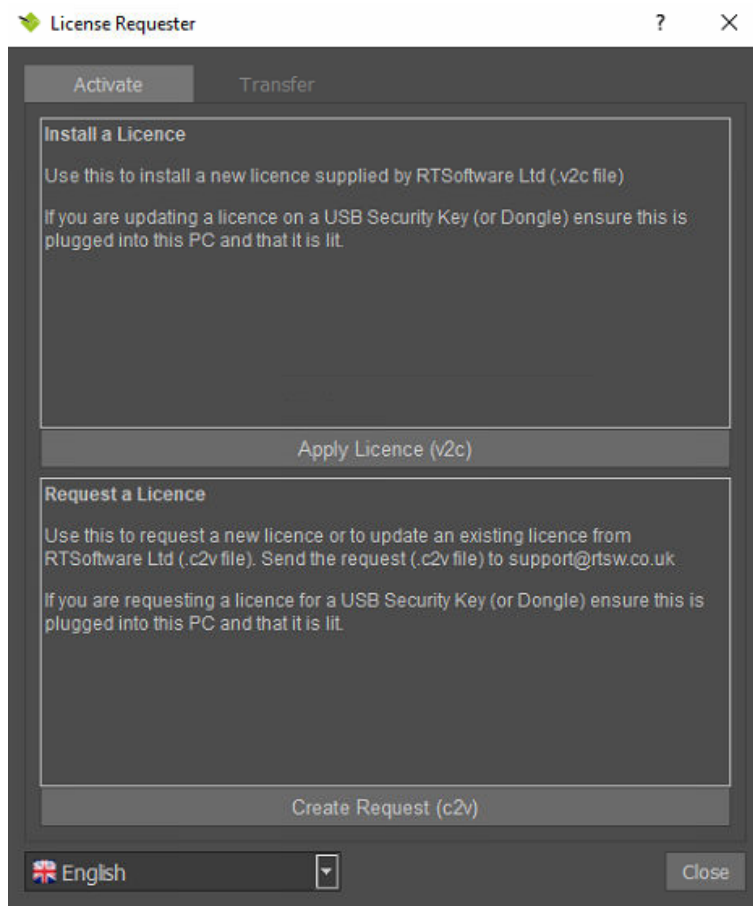 License Requester
?
Activate
Transfer
Install a Licence
Use this to install a new licence supplied by RTSoftware Ltd (.v2c file)
If you are updating a licence on a USB Security Key (or Dongle) ensure this is
plugged into this PC and that it is lit.
Apply Licence (v2c)
Request a Licence
Use this to request a new licence or to update an existing licence from
RTSoftware Ltd (.c2v file). Send the request (.c2v file) to support@rtsw.co.uk
If you are requesting a licence for a USB Security Key (or Dongle) ensure this is
plugged into this PC and that it is lit.
Create Request (c2v)
English
Close